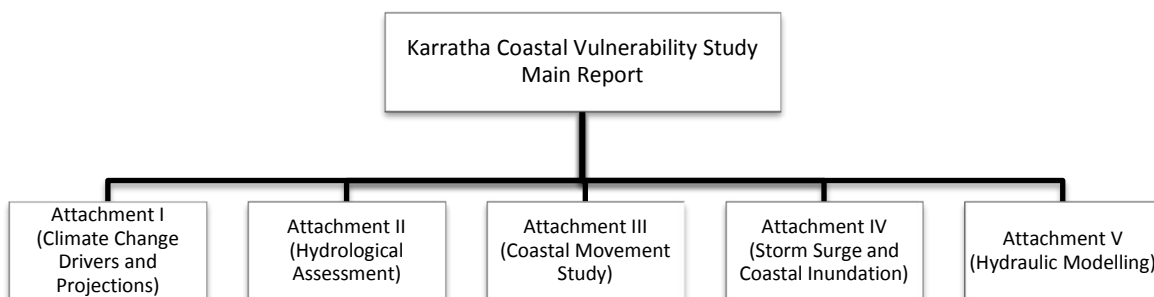 Karratha Coastal Vulnerability Study
Main Report
Attachment I
(Climate Change
Drivers and
Projections)
Attachment II
(Hydrological
Assessment)
Attachment III
(Coastal Movement
Study)
Attachment IV
(Storm Surge and
Coastal Inundation)
Attachment V
(Hydraulic Modelling)